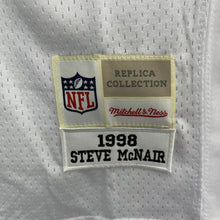 NFL
REPLICA
COLLECTION
Mitchell & Ness
1998
STEVE McNAIR